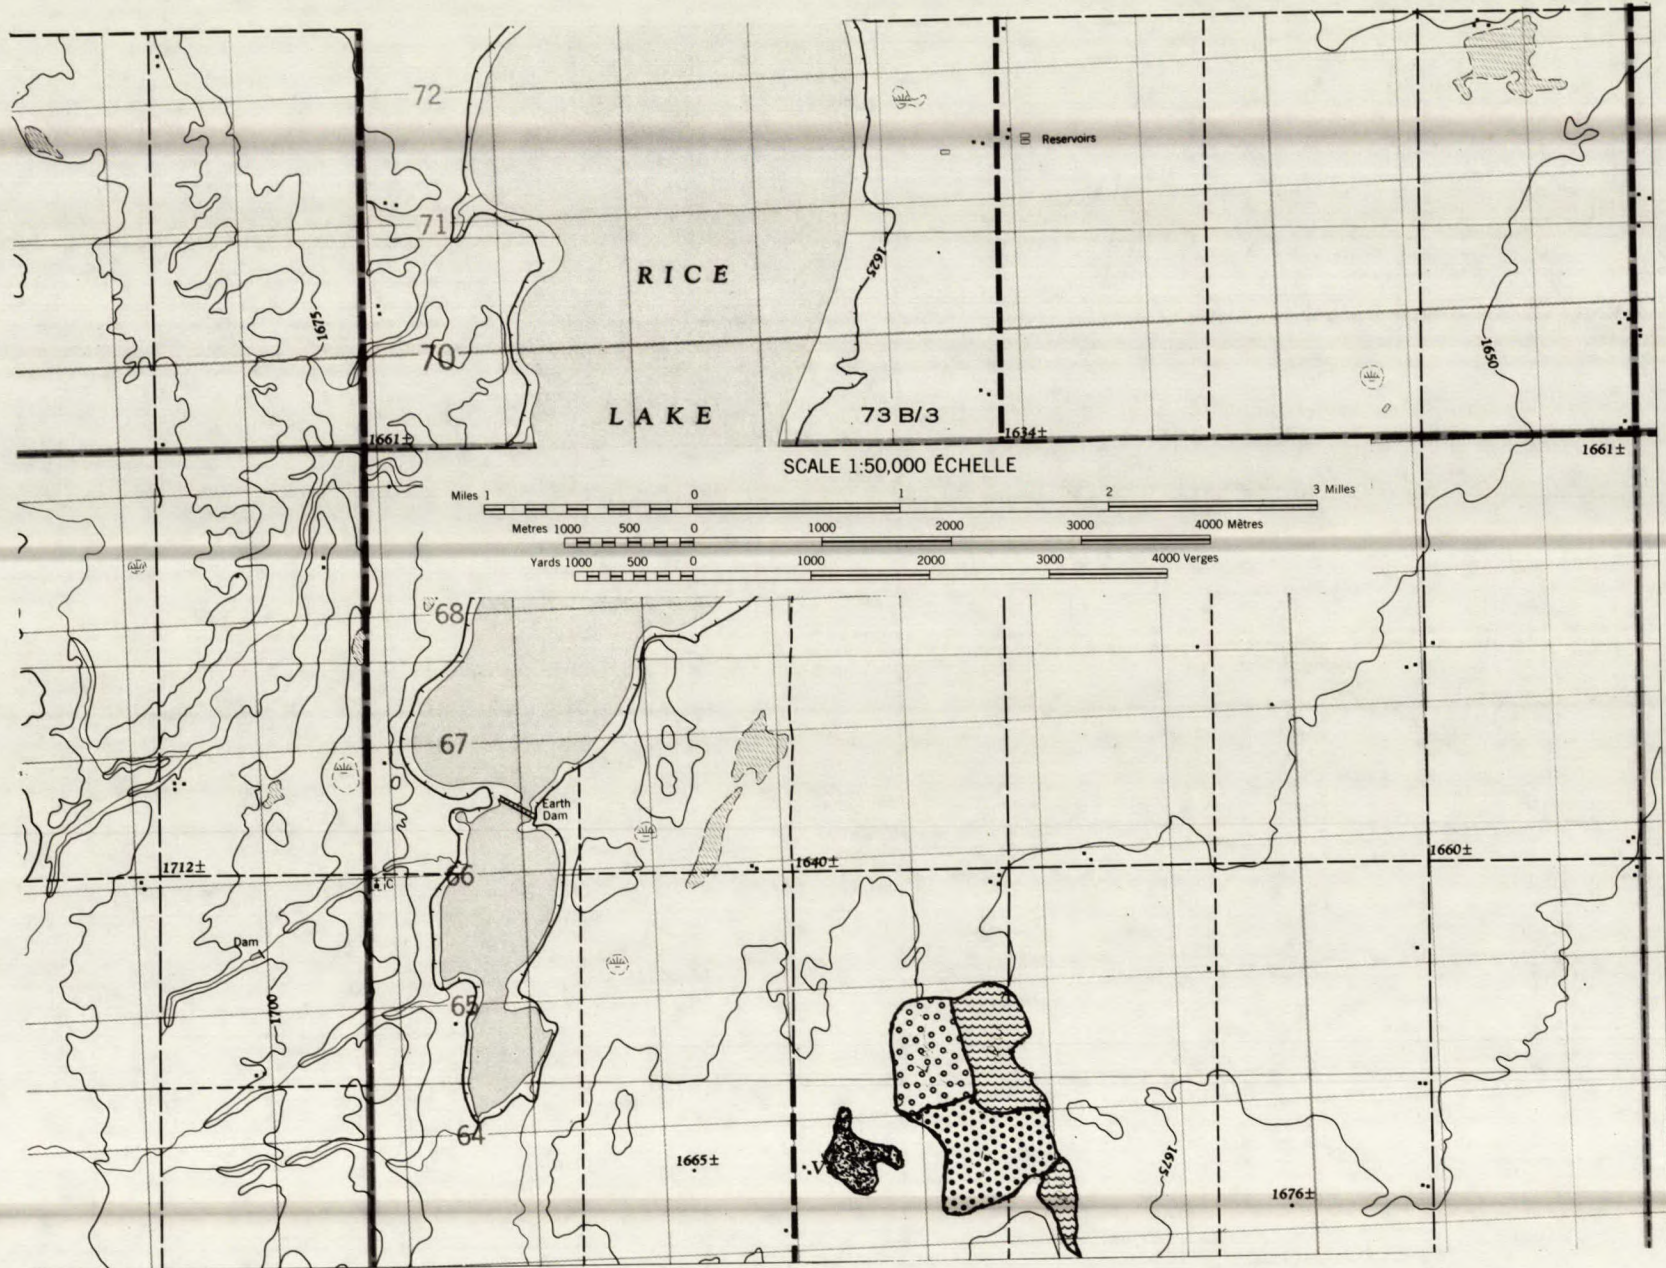 72
Reservoirs
71
1625
RICE
1675
70
1650
LAKE
73 B/3
1661±
1634±
1661±
SCALE 1:50,000 ÉCHELLE
Miles 1 0 1 2 3 Milles
Metres 1000 500 0 1000 2000 3000 4000 Mètres
Yards 1000 500 0 1000 2000 3000 4000 Verges
68
67
Earth
Dam
1712±
66
1640±
1660±
C
Dam
65
1700
64
1665±
1675
1676±